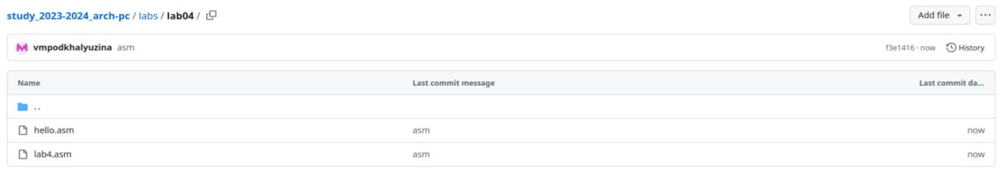 study_2023-2024_arch-pc / labs / lab04 / Add file ...
vmpodkhalyuzina asm f3e1416 · now History
Name Last commit message Last commit da...
..
hello.asm asm now
lab4.asm asm now